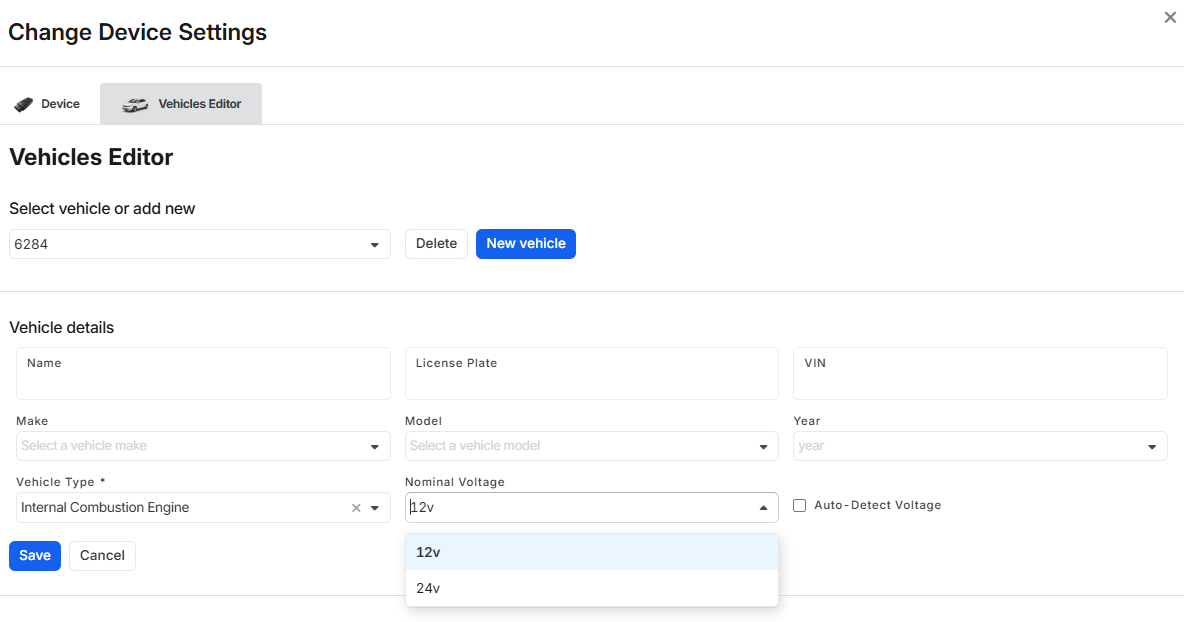 Change Device Settings
×
Device
Vehicles Editor
Vehicles Editor
Select vehicle or add new
6284
Delete
New vehicle
Vehicle details
Name
License Plate
VIN
Make
Model
Year
Select a vehicle make
Select a vehicle model
year
Vehicle Type *
Nominal Voltage
Internal Combustion Engine
×
12v
Auto-Detect Voltage
Save
Cancel
12v
24v